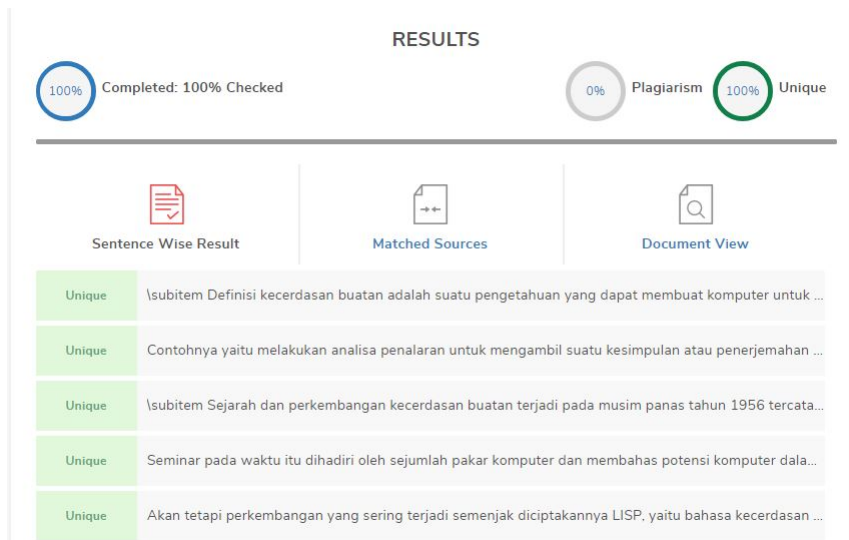 RESULTS
100% Completed: 100% Checked 0% Plagiarism 100% Unique
Sentence Wise Result Matched Sources Document View
Unique \subitem Definisi kecerdasan buatan adalah suatu pengetahuan yang dapat membuat komputer untuk ...
Unique Contohnya yaitu melakukan analisa penalaran untuk mengambil suatu kesimpulan atau penerjemahan ...
Unique \subitem Sejarah dan perkembangan kecerdasan buatan terjadi pada musim panas tahun 1956 tercata...
Unique Seminar pada waktu itu dihadiri oleh sejumlah pakar komputer dan membahas potensi komputer dala...
Unique Akan tetapi perkembangan yang sering terjadi semenjak diciptakannya LISP, yaitu bahasa kecerdasan ...